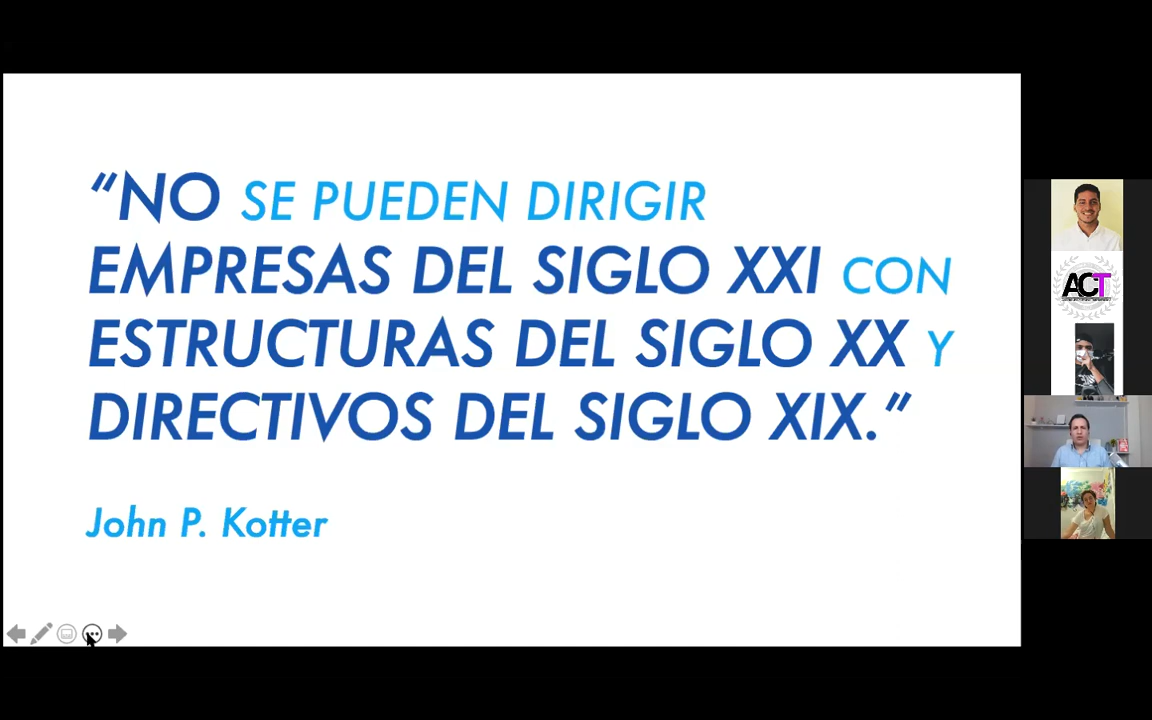 “NO SE PUEDEN DIRIGIR
EMPRESAS DEL SIGLO XXI CON
ESTRUCTURAS DEL SIGLO XX Y
DIRECTIVOS DEL SIGLO XIX.”
John P. Kotter
ACT